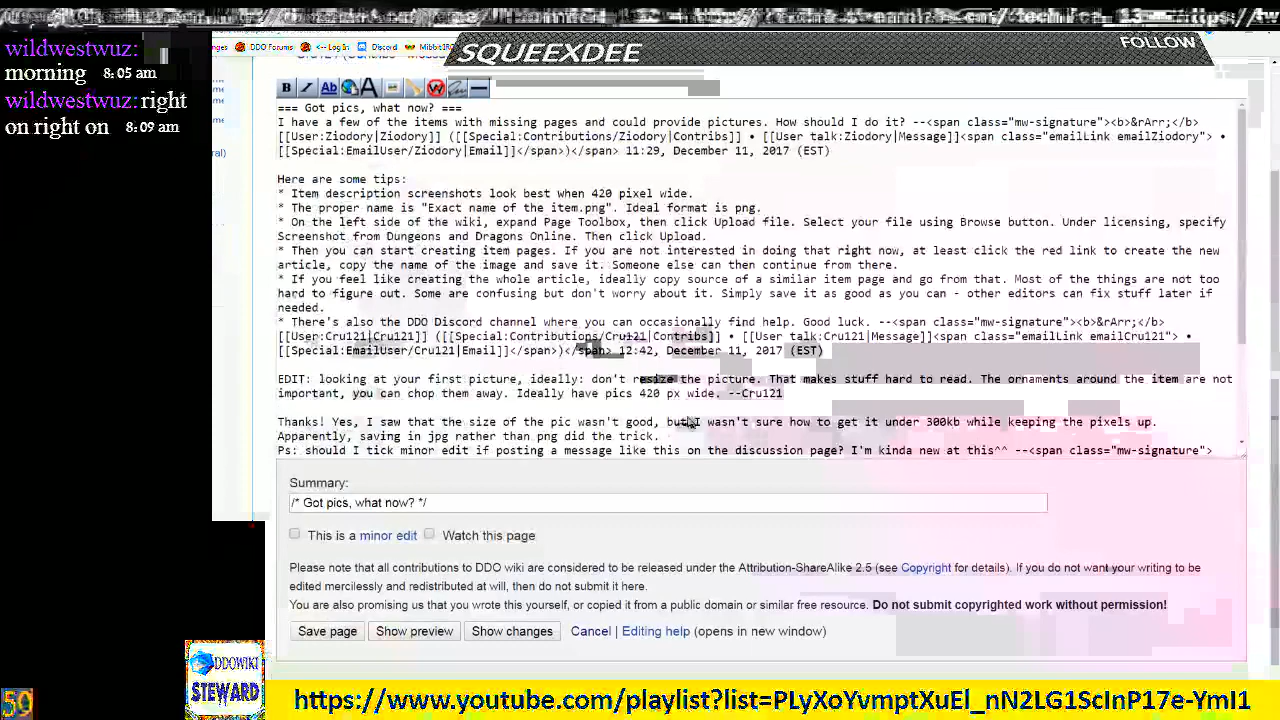 wildwestwuz:
morning 8:05 am
wildwestwuz: right
on right on 8:09 am
DDO Forums <-- Log In Discord MibbitIR
SQUEEXDEE
FOLLOW
B I Ab A
=== Got pics, what now? ===
I have a few of the items with missing pages and could provide pictures. How should I do it? --<span class="mw-signature"><b>&rArr;</b>
[[User:Ziodory|Ziodory]] ([[Special:Contributions/Ziodory|Contribs]] • [[User talk:Ziodory|Message]]<span class="emailLink emailZiodory"> •
[[Special:EmailUser/Ziodory|Email]]</span>)</span> 11:29, December 11, 2017 (EST)
Here are some tips:
* Item description screenshots look best when 420 pixel wide.
* The proper name is "Exact name of the item.png". Ideal format is png.
* On the left side of the wiki, expand Page Toolbox, then click Upload file. Select your file using Browse button. Under licensing, specify
Screenshot from Dungeons and Dragons Online. Then click Upload.
* Then you can start creating item pages. If you are not interested in doing that right now, at least click the red link to create the new
article, copy the name of the image and save it. Someone else can then continue from there.
* If you feel like creating the whole article, ideally copy source of a similar item page and go from that. Most of the things are not too
hard to figure out. Some are confusing but don't worry about it. Simply save it as good as you can - other editors can fix stuff later if
needed.
* There's also the DDO Discord channel where you can occasionally find help. Good luck. --<span class="mw-signature"><b>&rArr;</b>
[[User:Cru121|Cru121]] ([[Special:Contributions/Cru121|Contribs]] • [[User talk:Cru121|Message]]<span class="emailLink emailCru121"> •
[[Special:EmailUser/Cru121|Email]]</span>)</span> 12:42, December 11, 2017 (EST)
EDIT: looking at your first picture, ideally: don't resize the picture. That makes stuff hard to read. The ornaments around the item are not
important, you can chop them away. Ideally have pics 420 px wide. --Cru121
Thanks! Yes, I saw that the size of the pic wasn't good, but I wasn't sure how to get it under 300kb while keeping the pixels up.
Apparently, saving in jpg rather than png did the trick.
Ps: should I tick minor edit if posting a message like this on the discussion page? I'm kinda new at this^^ --<span class="mw-signature">
Summary:
/* Got pics, what now? */
This is a minor edit Watch this page
Please note that all contributions to DDO wiki are considered to be released under the Attribution-ShareAlike 2.5 (see Copyright for details). If you do not want your writing to be
edited mercilessly and redistributed at will, then do not submit it here.
You are also promising us that you wrote this yourself, or copied it from a public domain or similar free resource. Do not submit copyrighted work without permission!
Save page Show preview Show changes Cancel | Editing help (opens in new window)
DDOWIKI
STEWARD
50
https://www.youtube.com/playlist?list=PLyXoYvmptXuEl_nN2LG1ScInP17e-YmI1